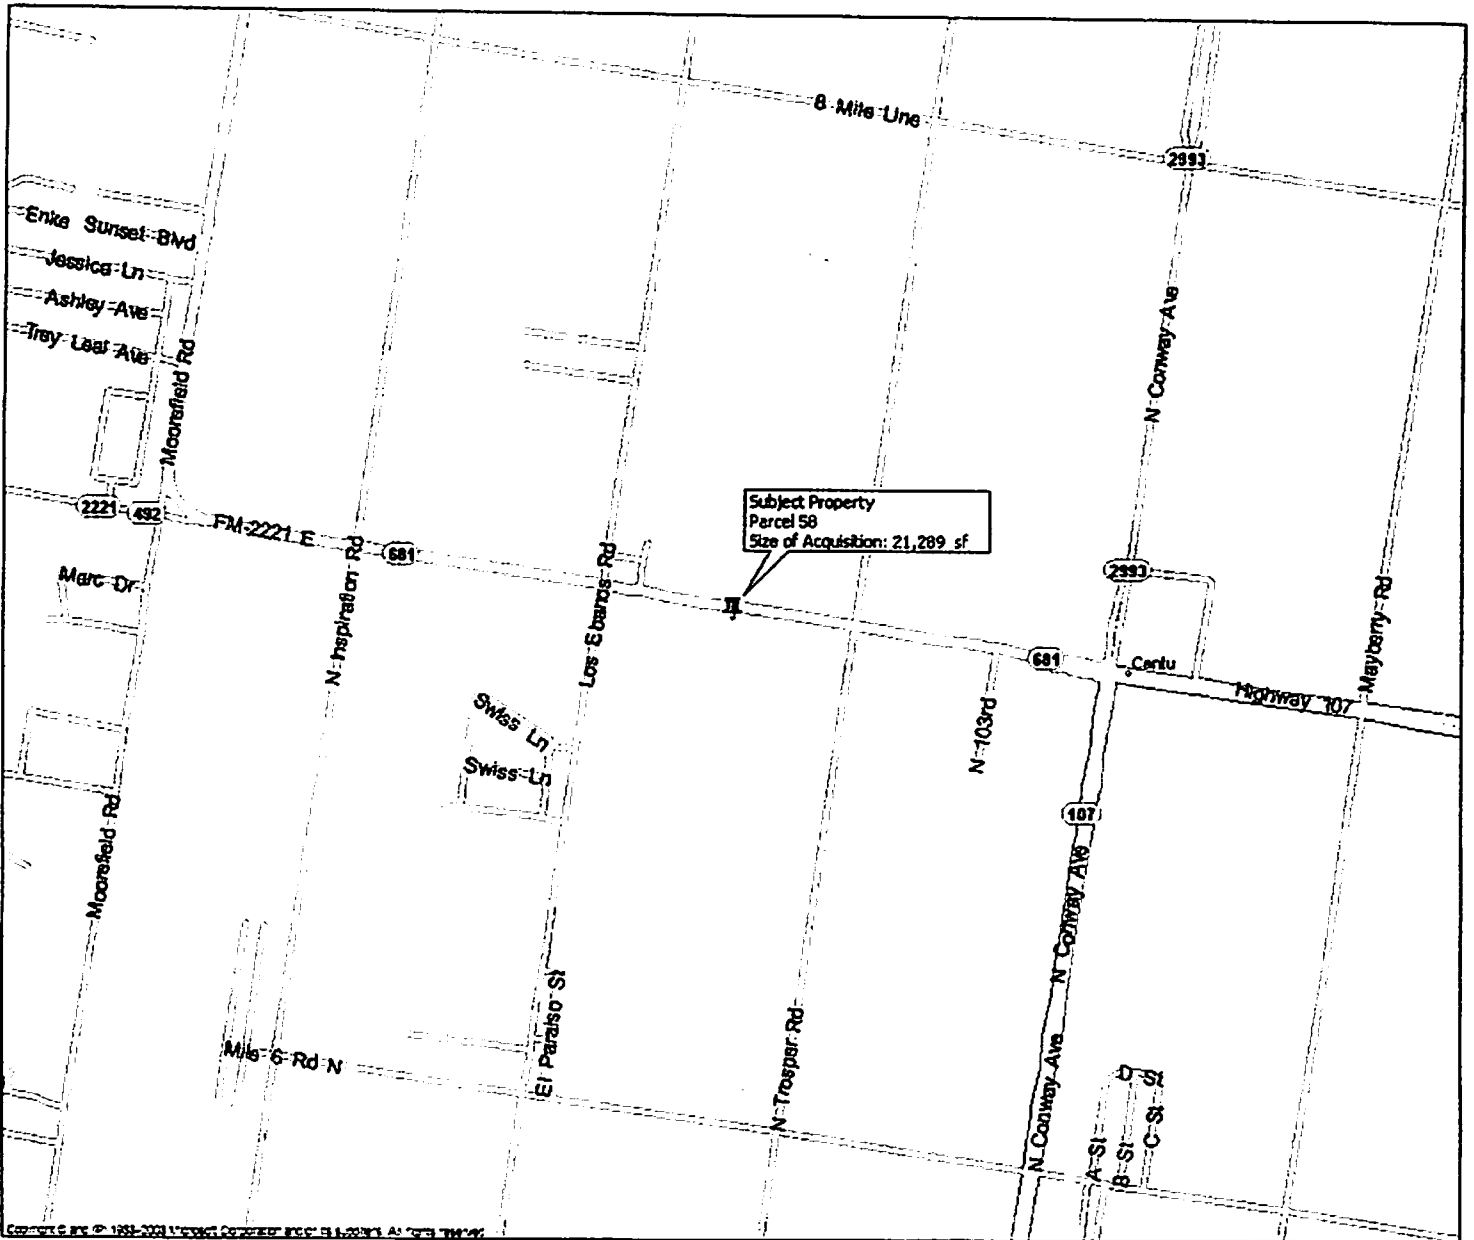 8 Mile Line
2993
Enke Sunset Blvd
Jessica Ln
Ashley Ave
Trey Leaf Ave
Moorefield Rd
N Conway Ave
2221
492
FM-2221 E
681
Subject Property
Parcel 58
Size of Acquisition: 21,289 sf
Marc Dr
N Inspiration Rd
Los Ebanos Rd
2993
Mayberry Rd
681
Cantu
Highway 107
Swiss Ln
Swiss Ln
N 103rd
107
Moorefield Rd
N Conway Ave
El Paraiso St
N Trosper Rd
Mile 6 Rd N
N Conway Ave
D St
A St
B St
C St